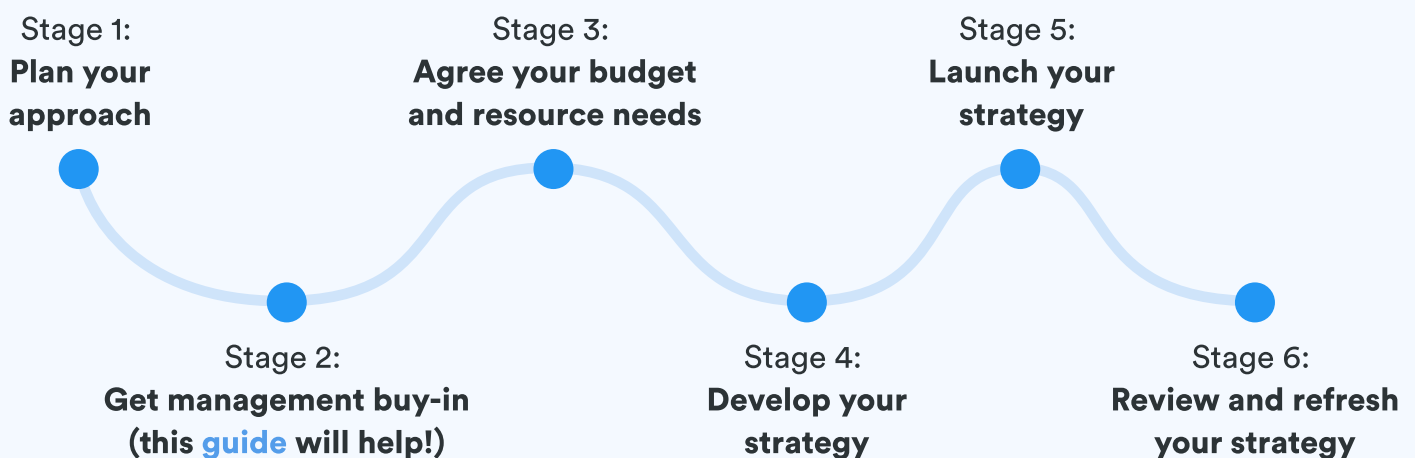 Stage 1:
Plan your
approach
Stage 2:
Get management buy-in
(this guide will help!)
Stage 3:
Agree your budget
and resource needs
Stage 4:
Develop your
strategy
Stage 5:
Launch your
strategy
Stage 6:
Review and refresh
your strategy